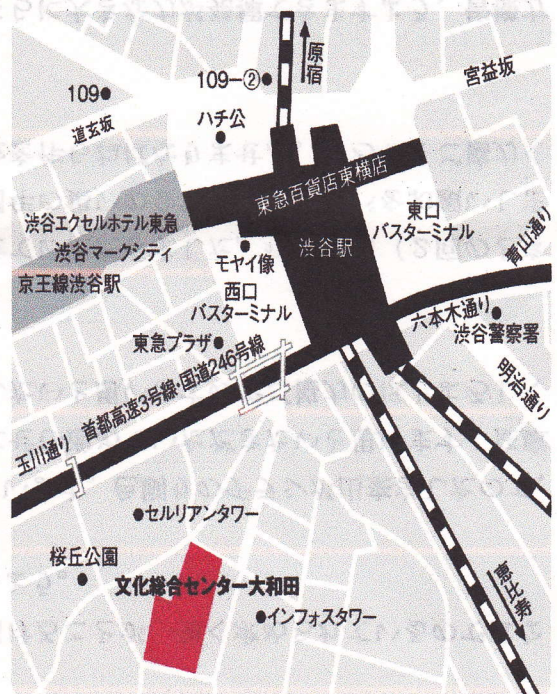 原宿
宮益坂
109-②
109
道玄坂
ハチ公
東急百貨店東横店
東口
バスターミナル
渋谷エクセルホテル東急
渋谷マークシティ
京王線渋谷駅
渋谷駅
モヤイ像
西口
バスターミナル
青山通り
六本木通り
渋谷警察署
東急プラザ
明治通り
首都高速3号線・国道246号線
玉川通り
セルリアンタワー
桜丘公園
文化総合センター大和田
インフォスタワー
恵比寿